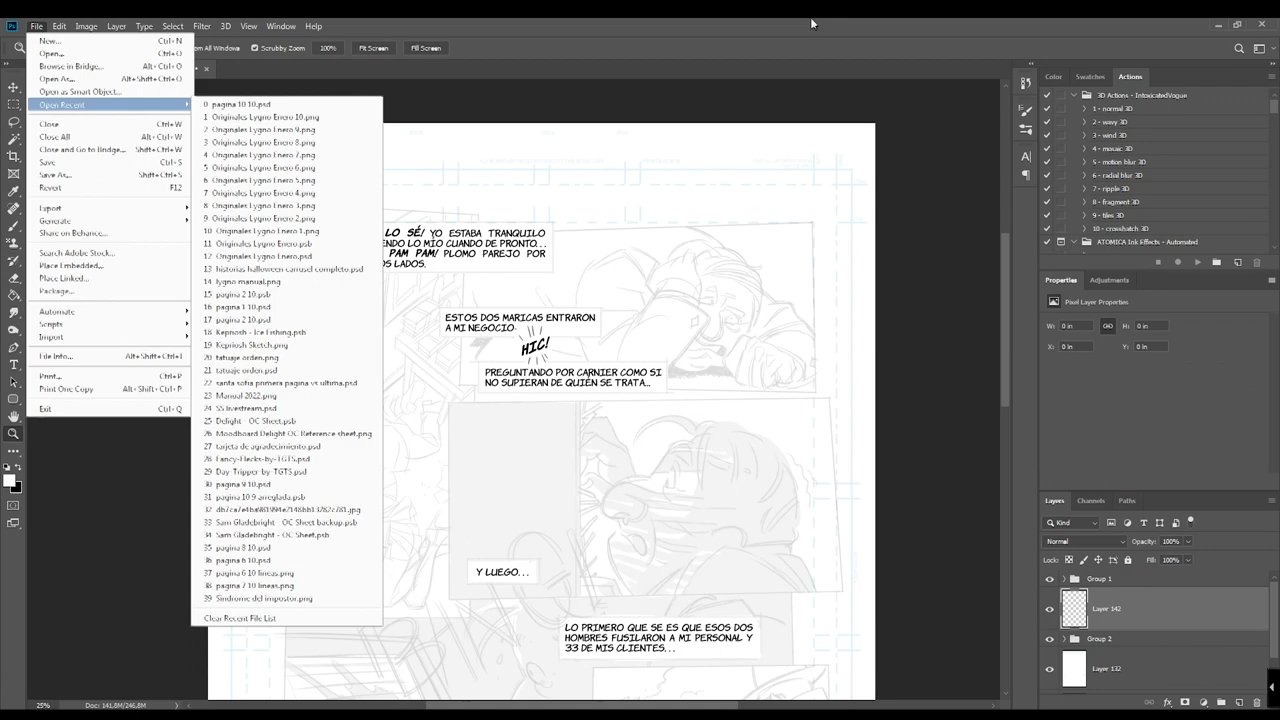 Ps File Edit Image Layer Type Select Filter 3D View Window Help
All Windows Scrubby Zoom 100% Fit Screen Fill Screen
New... Ctrl+N
Open... Ctrl+O
Browse in Bridge... Alt+Ctrl+O
Open As... Alt+Shift+Ctrl+O
Open as Smart Object...
Open Recent
Close Ctrl+W
Close All Alt+Ctrl+W
Close and Go to Bridge... Shift+Ctrl+W
Save Ctrl+S
Save As... Shift+Ctrl+S
Revert F12
Export
Generate
Share on Behance...
Search Adobe Stock...
Place Embedded...
Place Linked...
Package...
Automate
Scripts
Import
File Info... Alt+Shift+Ctrl+I
Print... Ctrl+P
Print One Copy Alt+Shift+Ctrl+P
Exit Ctrl+Q
0 pagina 10 10.psd
1 Originales Lygno Enero 10.png
2 Originales Lygno Enero 9.png
3 Originales Lygno Enero 8.png
4 Originales Lygno Enero 7.png
5 Originales Lygno Enero 6.png
6 Originales Lygno Enero 5.png
7 Originales Lygno Enero 4.png
8 Originales Lygno Enero 3.png
9 Originales Lygno Enero 2.png
10 Originales Lygno Enero 1.png
11 Originales Lygno Enero.psb
12 Originales Lygno Enero.psd
13 historias halloween carrusel completo.psd
14 lygno manual.png
15 pagina 2 10.psb
16 pagina 1 10.psd
17 pagina 2 10.psd
18 Keprosh - Ice Fishing.psb
19 Kepriosh Sketch.png
20 tatuaje orden.png
21 tatuaje orden.psd
22 santa sofia primera pagina vs ultima.psd
23 Manual 2022.png
24 SS livestream.psd
25 Delight - OC Sheet.psb
26 Moodboard Delight OC Reference sheet.png
27 tarjeta de agradecimiento.psd
28 Fancy-Flecks-by-TGTS.psd
29 Day-Tripper-by-TGTS.psd
30 pagina 9 10.psd
31 pagina 10 9 arreglada.psb
33 Sam Gladebright - OC Sheet backup.psb
34 Sam Gladebright - OC Sheet.psb
35 pagina 8 10.psd
36 pagina 6 10.psd
37 pagina 6 10 lineas.png
38 pagina 7 10 lineas.png
39 Sindrome del impostor.png
Clear Recent File List
LO SÉ! YO ESTABA TRANQUILO
ENDO LO MIO CUANDO DE PRONTO...
PAM PAM! PLOMO PAREJO POR
OS LADOS.
ESTOS DOS MARICAS ENTRARON
A MI NEGOCIO
HIC!
PREGUNTANDO POR CARNIER COMO SI
NO SUPIERAN DE QUIÉN SE TRATA...
Y LUEGO...
LO PRIMERO QUE SE ES QUE ESOS DOS
HOMBRES FUSILARON A MI PERSONAL Y
33 DE MIS CLIENTES...
Color Swatches Actions
3D Actions - IntoxicatedVogue
1 - normal 3D
2 - wavy 3D
3 - wind 3D
4 - mosaic 3D
5 - motion blur 3D
6 - radial blur 3D
7 - ripple 3D
8 - fragment 3D
9 - tiles 3D
10 - crosshatch 3D
ATOMICA Ink Effects - Automated
Properties Adjustments
Pixel Layer Properties
W: 0 in H: 0 in
X: 0 in Y: 0 in
Layers Channels Paths
Kind
Normal Opacity: 100%
Lock: Fill: 100%
Group 1
Layer 142
Group 2
Layer 132
25% Doc: 141,8M/246,8M